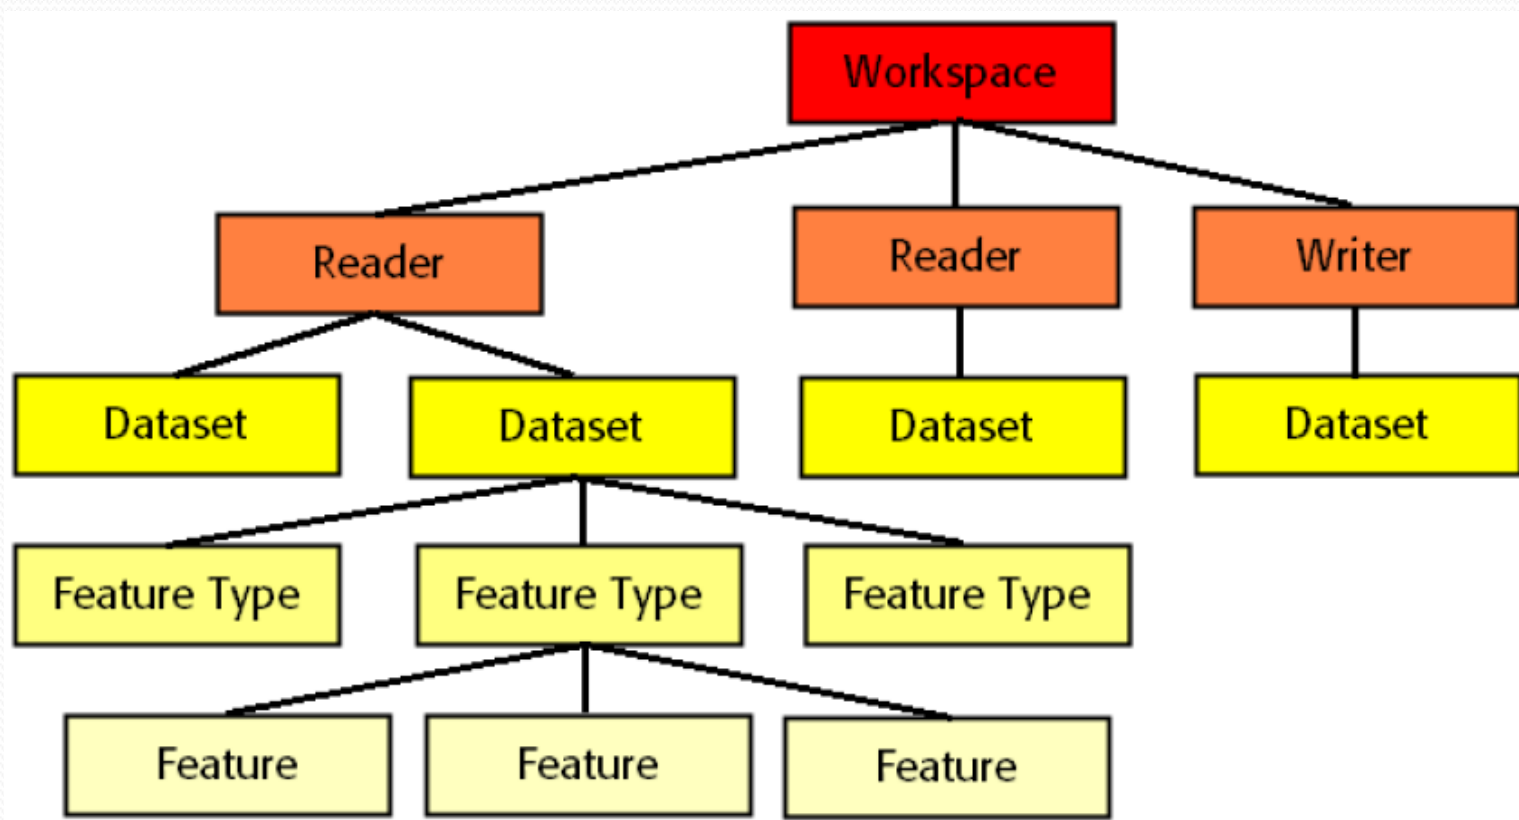 Workspace
Reader
Reader
Writer
Dataset
Dataset
Dataset
Dataset
Feature Type
Feature Type
Feature Type
Feature
Feature
Feature